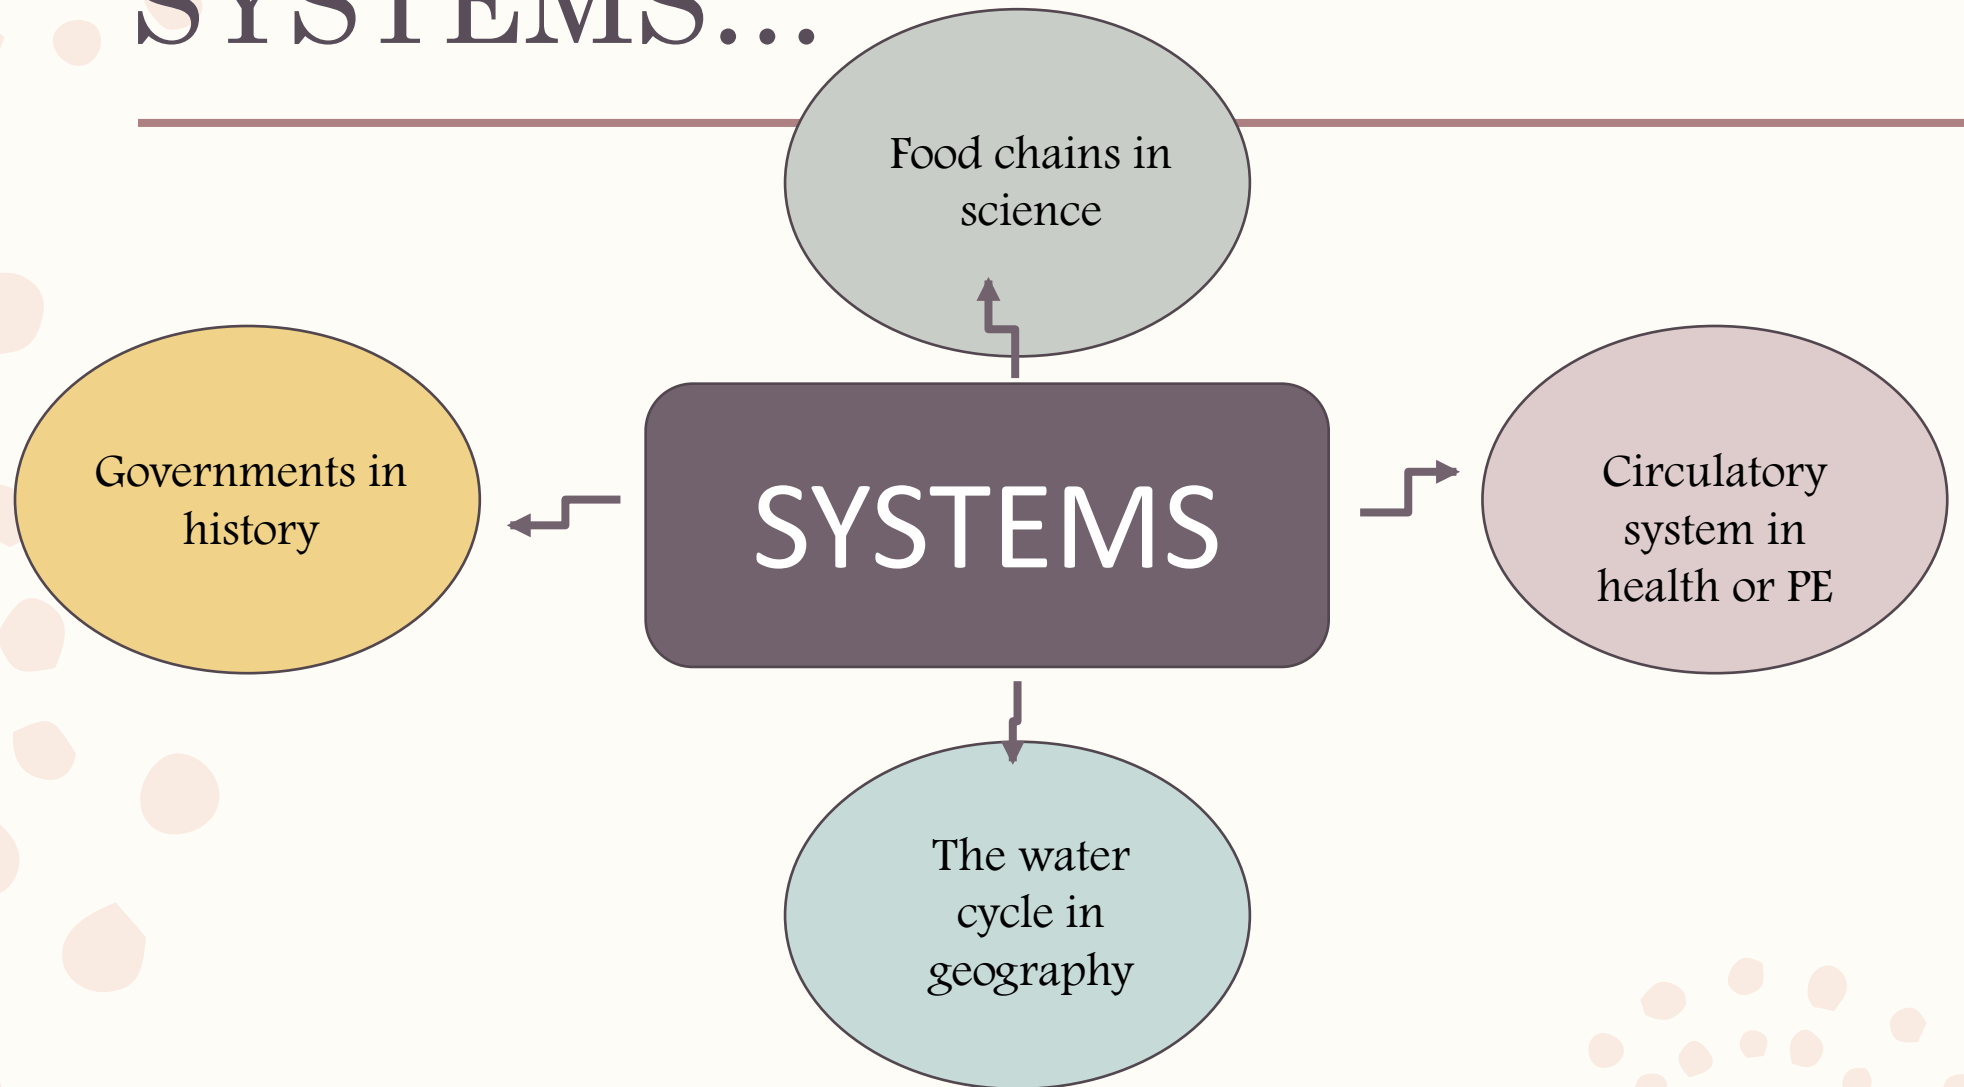 SYSTEMS...
Food chains in
science
Governments in
history
SYSTEMS
Circulatory
system in
health or PE
The water
cycle in
geography